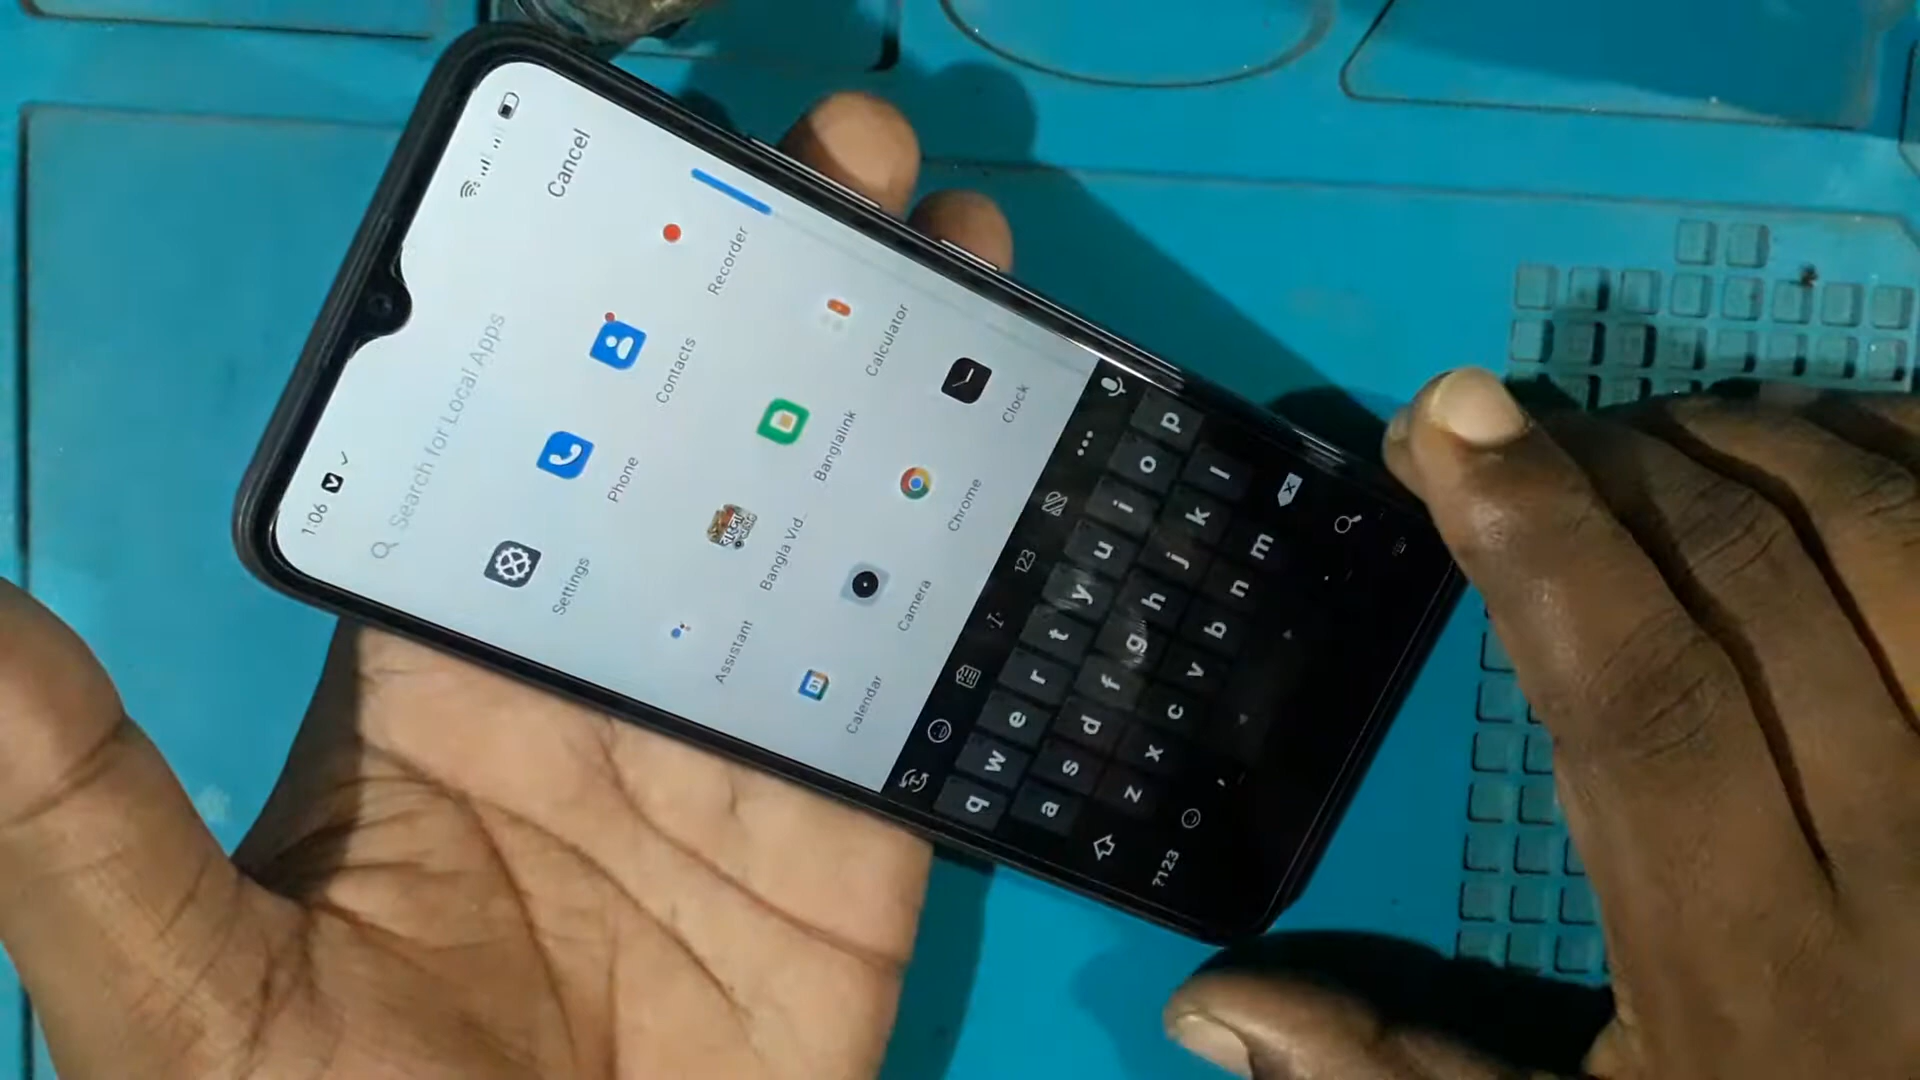 1:06
Cancel
Search for Local Apps
Settings
Phone
Contacts
Recorder
Assistant
Bangla Vid...
Banglalink
Calculator
31
Calendar
Camera
Chrome
Clock
123
q w e r t y u i o p
a s d f g h j k l
z x c v b n m
?123 , .